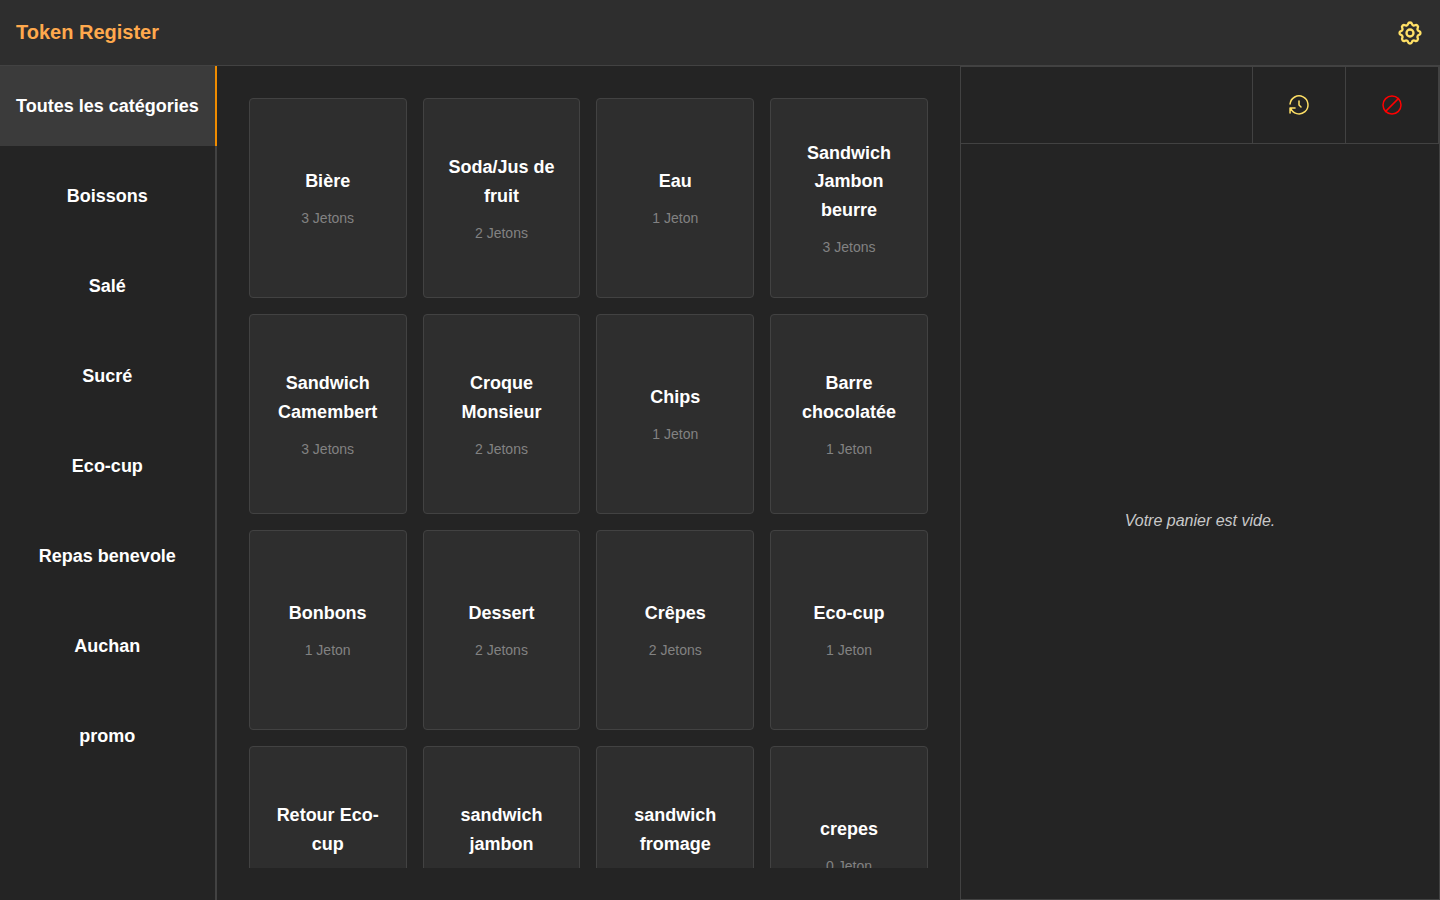 Token Register
Toutes les catégories
Boissons
Salé
Sucré
Eco-cup
Repas benevole
Auchan
promo
Bière
3 Jetons
Soda/Jus de
fruit
2 Jetons
Eau
1 Jeton
Sandwich
Jambon
beurre
3 Jetons
Sandwich
Camembert
3 Jetons
Croque
Monsieur
2 Jetons
Chips
1 Jeton
Barre
chocolatée
1 Jeton
Bonbons
1 Jeton
Dessert
2 Jetons
Crêpes
2 Jetons
Eco-cup
1 Jeton
Retour Eco-
cup
sandwich
jambon
sandwich
fromage
crepes
0 Jeton
Votre panier est vide.